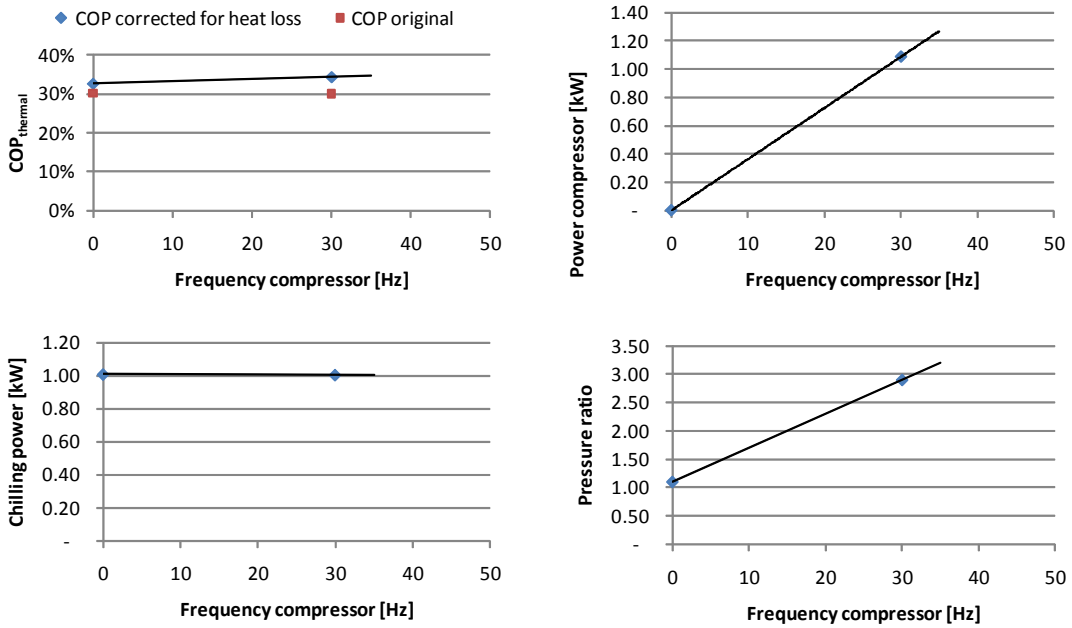 COP corrected for heat loss COP original
40%
30%
20%
10%
0%
COP thermal
0 10 20 30 40 50
Frequency compressor [Hz]
1.40
1.20
1.00
0.80
0.60
0.40
0.20
-
Power compressor [kW]
0 10 20 30 40 50
Frequency compressor [Hz]
1.20
1.00
0.80
0.60
0.40
0.20
-
Chilling power [kW]
0 10 20 30 40 50
Frequency compressor [Hz]
3.50
3.00
2.50
2.00
1.50
1.00
0.50
-
Pressure ratio
0 10 20 30 40 50
Frequency compressor [Hz]